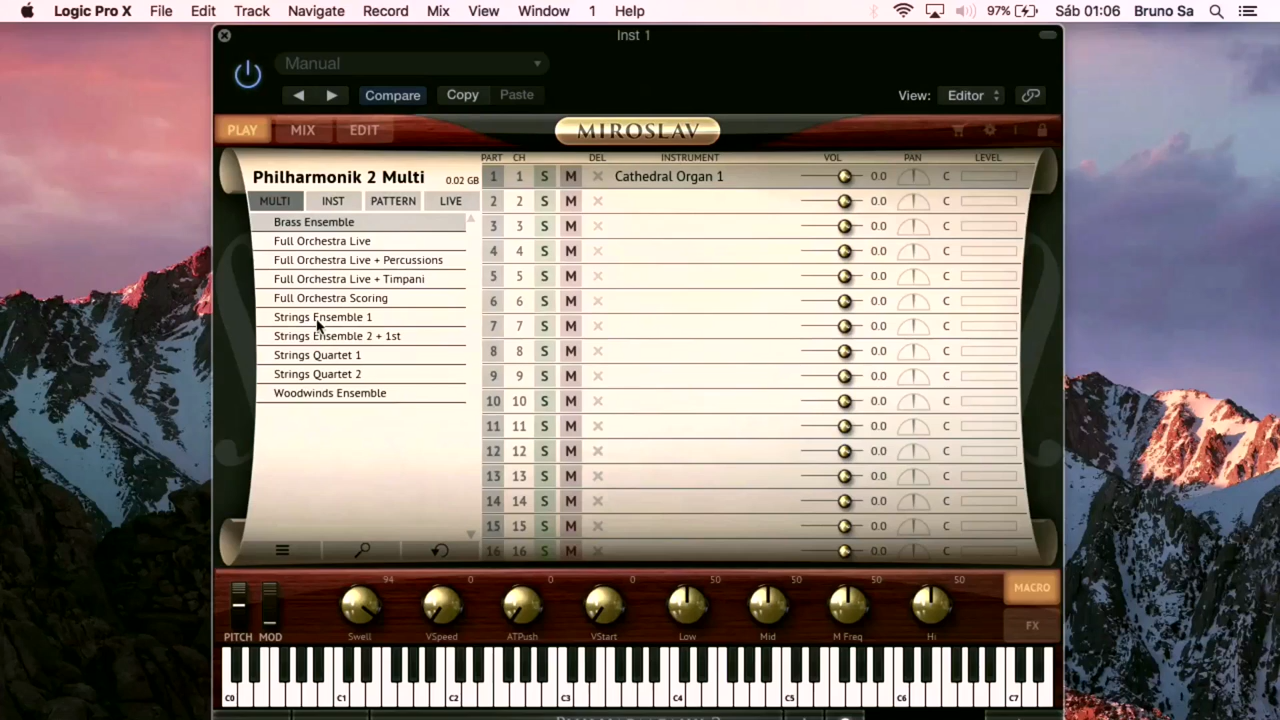 Logic Pro X File Edit Track Navigate Record Mix View Window 1 Help 97% Sáb 01:06 Bruno Sa
Inst 1
Manual
Compare Copy Paste View: Editor
PLAY MIX EDIT MIROSLAV
PART CH DEL INSTRUMENT VOL PAN LEVEL
Philharmonik 2 Multi 0.02 GB
MULTI INST PATTERN LIVE
Brass Ensemble
Full Orchestra Live
Full Orchestra Live + Percussions
Full Orchestra Live + Timpani
Full Orchestra Scoring
Strings Ensemble 1
Strings Ensemble 2 + 1st
Strings Quartet 1
Strings Quartet 2
Woodwinds Ensemble
1 1 S M × Cathedral Organ 1 0.0 C
2 2 S M × 0.0 C
3 3 S M × 0.0 C
4 4 S M × 0.0 C
5 5 S M × 0.0 C
6 6 S M × 0.0 C
7 7 S M × 0.0 C
8 8 S M × 0.0 C
9 9 S M × 0.0 C
10 10 S M × 0.0 C
11 11 S M × 0.0 C
12 12 S M × 0.0 C
13 13 S M × 0.0 C
14 14 S M × 0.0 C
15 15 S M × 0.0 C
16 16 S M × 0.0 C
94 0 0 0 50 50 50 50
MACRO
FX
PITCH MOD Swell VSpeed ATPush VStart Low Mid M Freq Hi
C0 C1 C2 C3 C4 C5 C6 C7